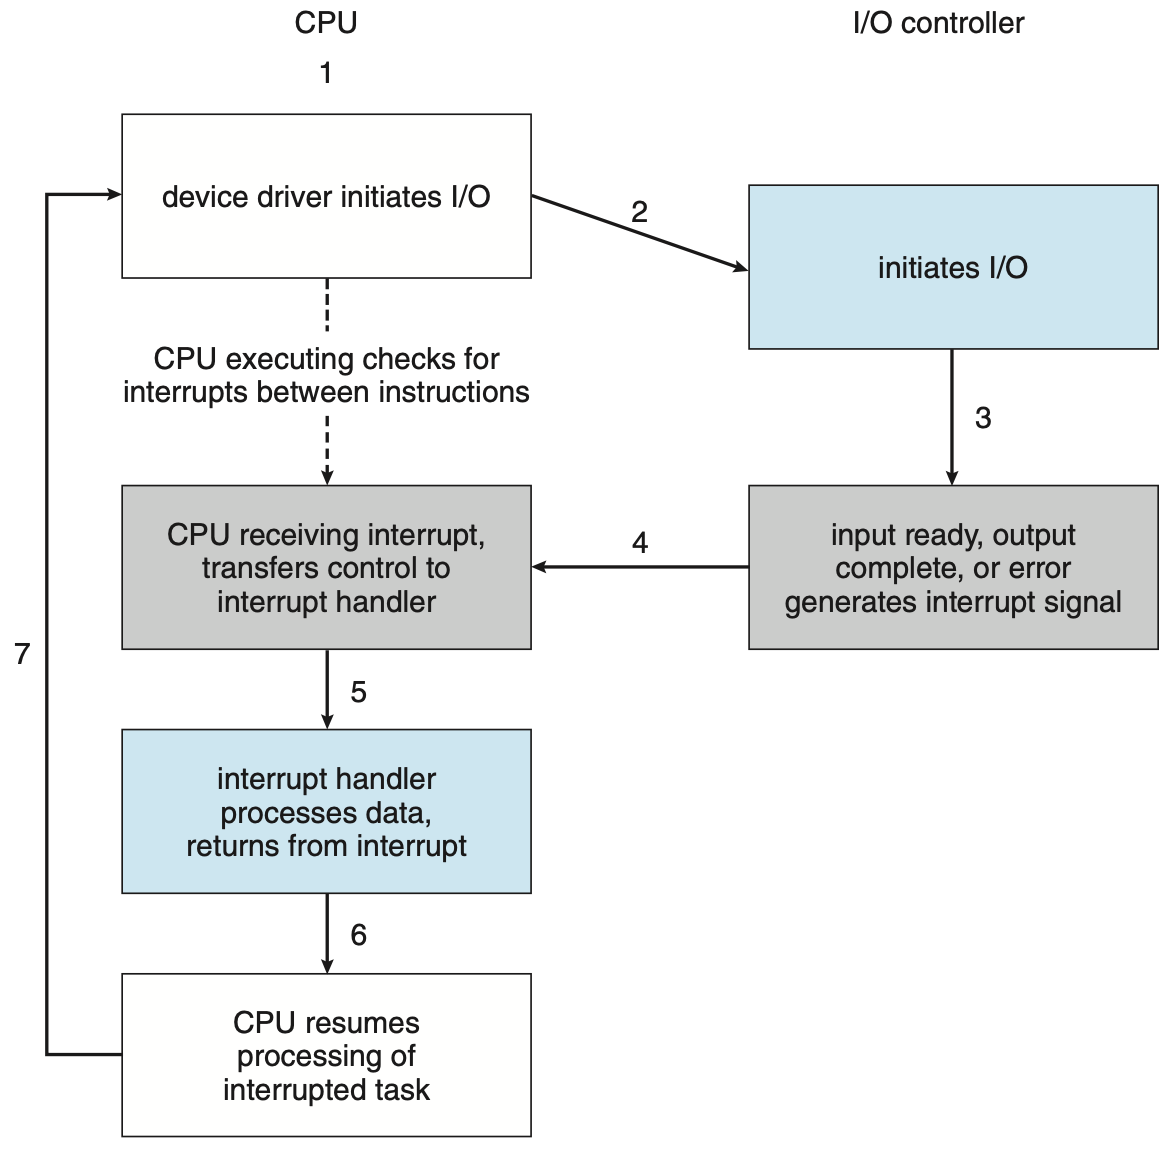 CPU
I/O controller
1
device driver initiates I/O
2
initiates I/O
CPU executing checks for
interrupts between instructions
3
CPU receiving interrupt,
transfers control to
interrupt handler
4
input ready, output
complete, or error
generates interrupt signal
7
5
interrupt handler
processes data,
returns from interrupt
6
CPU resumes
processing of
interrupted task